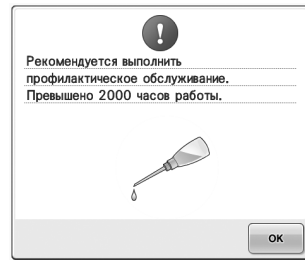 Рекомендуется выполнить
профилактическое обслуживание.
Превышено 2000 часов работы.
OK